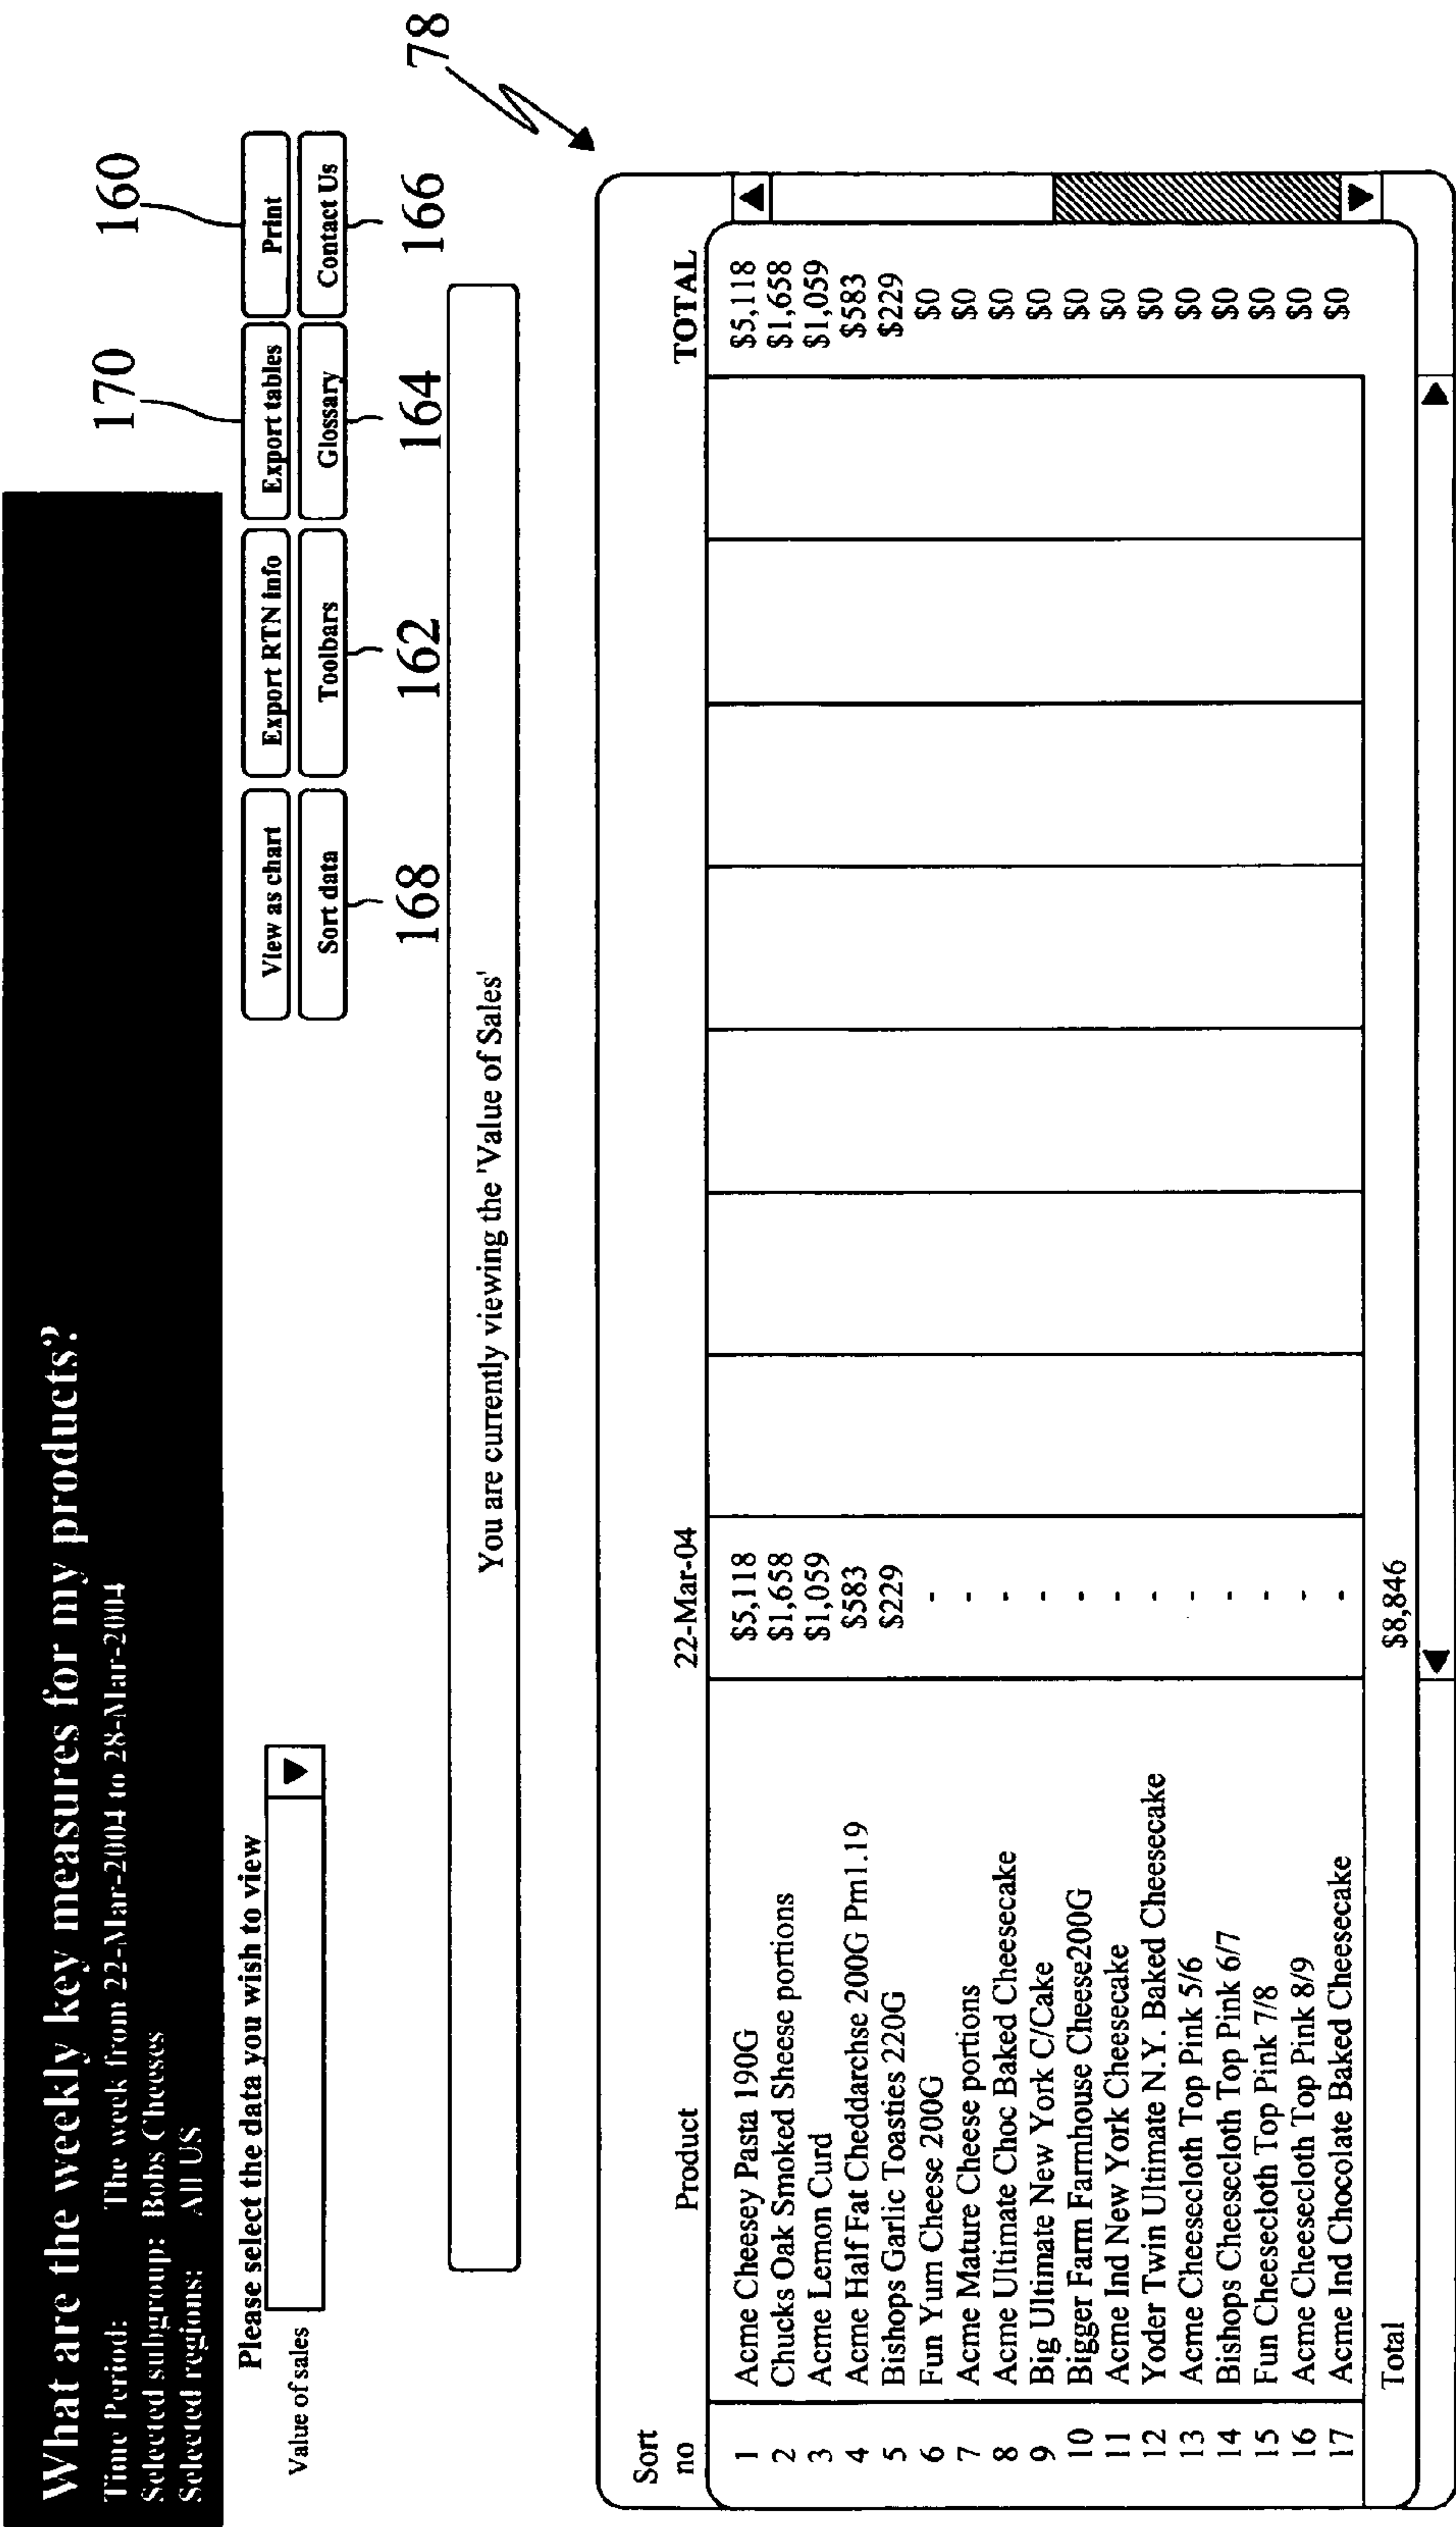 What are the weekly key measures for my products?
Time Period: The week from 22-Mar-2004 to 28-Mar-2004
Selected subgroup: Bobs Cheeses
Selected regions: All US
170
160
Please select the data you wish to view
Value of sales
View as chart Export RTN info Export tables Print
Sort data Toolbars Glossary Contact Us
168 162 164 166
78
You are currently viewing the 'Value of Sales'
Sort
no Product 22-Mar-04 TOTAL
1 Acme Cheesey Pasta 190G $5,118 $5,118
2 Chucks Oak Smoked Sheese portions $1,658 $1,658
3 Acme Lemon Curd $1,059 $1,059
4 Acme Half Fat Cheddarchse 200G Pm1.19 $583 $583
5 Bishops Garlic Toasties 220G $229 $229
6 Fun Yum Cheese 200G - $0
7 Acme Mature Cheese portions - $0
8 Acme Ultimate Choc Baked Cheesecake - $0
9 Big Ultimate New York C/Cake - $0
10 Bigger Farm Farmhouse Cheese200G - $0
11 Acme Ind New York Cheesecake - $0
12 Yoder Twin Ultimate N.Y. Baked Cheesecake - $0
13 Acme Cheesecloth Top Pink 5/6 - $0
14 Bishops Cheesecloth Top Pink 6/7 - $0
15 Fun Cheesecloth Top Pink 7/8 - $0
16 Acme Cheesecloth Top Pink 8/9 - $0
17 Acme Ind Chocolate Baked Cheesecake - $0
Total $8,846